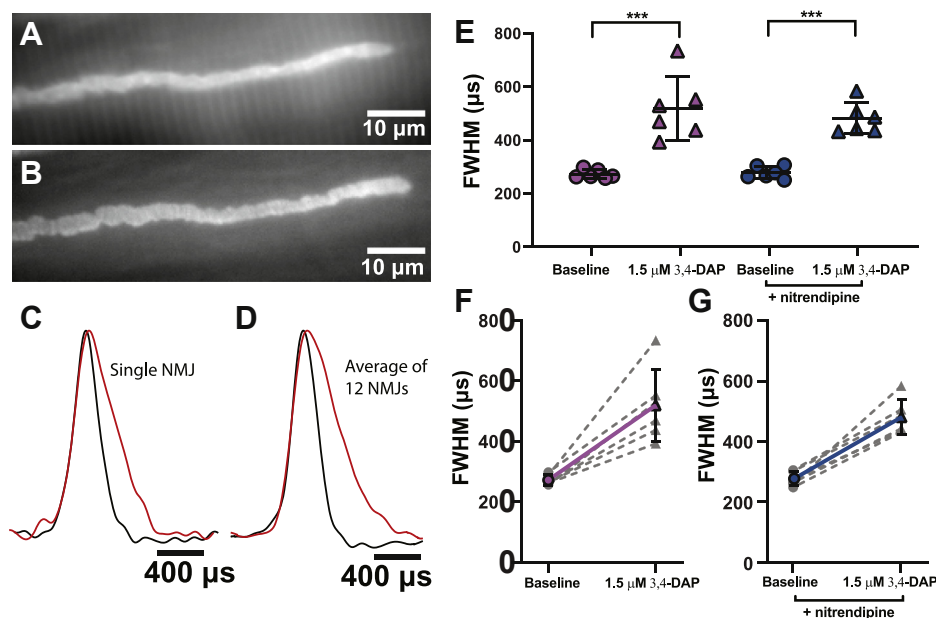 A
10 µm
B
10 µm
C
D
Single NMJ
Average of
12 NMJs
400 µs
400 µs
E
***
***
FWHM (µs)
800
600
400
200
0
Baseline
1.5 µM 3,4-DAP
Baseline
1.5 µM 3,4-DAP
+ nitrendipine
F
FWHM (µs)
800
600
400
200
0
Baseline
1.5 µM 3,4-DAP
G
FWHM (µs)
800
600
400
200
0
Baseline
1.5 µM 3,4-DAP
+ nitrendipine